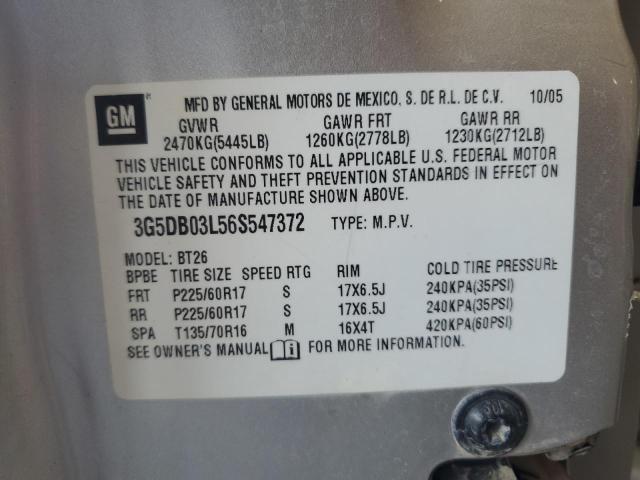 GM
MFD BY GENERAL MOTORS DE MEXICO, S. DE R.L. DE C.V. 10/05
GVWR GAWR FRT GAWR RR
2470KG(5445LB) 1260KG(2778LB) 1230KG(2712LB)
THIS VEHICLE CONFORMS TO ALL APPLICABLE U.S. FEDERAL MOTOR
VEHICLE SAFETY AND THEFT PREVENTION STANDARDS IN EFFECT ON
THE DATE OF MANUFACTURE SHOWN ABOVE.
3G5DB03L56S547372 TYPE: M.P.V.
MODEL: BT26
BPBE TIRE SIZE SPEED RTG RIM COLD TIRE PRESSURE
FRT P225/60R17 S 17X6.5J 240KPA(35PSI)
RR P225/60R17 S 17X6.5J 240KPA(35PSI)
SPA T135/70R16 M 16X4T 420KPA(60PSI)
SEE OWNER'S MANUAL i FOR MORE INFORMATION.